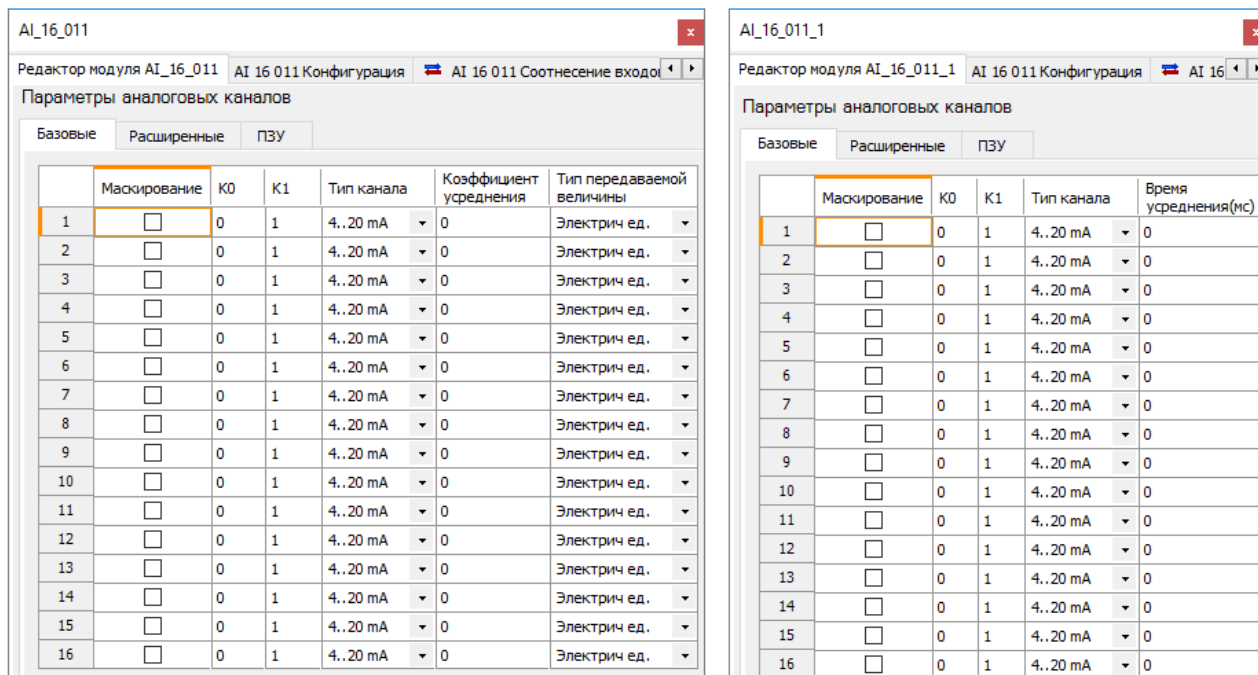 AI_16_011
x
Редактор модуля AI_16_011 AI 16 011 Конфигурация AI 16 011 Соотнесение входо
Параметры аналоговых каналов
Базовые Расширенные ПЗУ
Маскирование K0 K1 Тип канала Коэффициент усреднения Тип передаваемой величины
1 0 1 4..20 mA 0 Электрич ед.
2 0 1 4..20 mA 0 Электрич ед.
3 0 1 4..20 mA 0 Электрич ед.
4 0 1 4..20 mA 0 Электрич ед.
5 0 1 4..20 mA 0 Электрич ед.
6 0 1 4..20 mA 0 Электрич ед.
7 0 1 4..20 mA 0 Электрич ед.
8 0 1 4..20 mA 0 Электрич ед.
9 0 1 4..20 mA 0 Электрич ед.
10 0 1 4..20 mA 0 Электрич ед.
11 0 1 4..20 mA 0 Электрич ед.
12 0 1 4..20 mA 0 Электрич ед.
13 0 1 4..20 mA 0 Электрич ед.
14 0 1 4..20 mA 0 Электрич ед.
15 0 1 4..20 mA 0 Электрич ед.
16 0 1 4..20 mA 0 Электрич ед.
AI_16_011_1
x
Редактор модуля AI_16_011_1 AI 16 011 Конфигурация AI 16
Параметры аналоговых каналов
Базовые Расширенные ПЗУ
Маскирование K0 K1 Тип канала Время усреднения(мс)
1 0 1 4..20 mA 0
2 0 1 4..20 mA 0
3 0 1 4..20 mA 0
4 0 1 4..20 mA 0
5 0 1 4..20 mA 0
6 0 1 4..20 mA 0
7 0 1 4..20 mA 0
8 0 1 4..20 mA 0
9 0 1 4..20 mA 0
10 0 1 4..20 mA 0
11 0 1 4..20 mA 0
12 0 1 4..20 mA 0
13 0 1 4..20 mA 0
14 0 1 4..20 mA 0
15 0 1 4..20 mA 0
16 0 1 4..20 mA 0